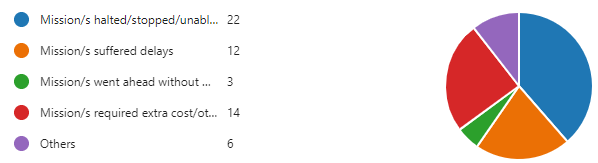 Mission/s halted/stopped/unabl... 22
Mission/s suffered delays 12
Mission/s went ahead without ... 3
Mission/s required extra cost/ot... 14
Others 6